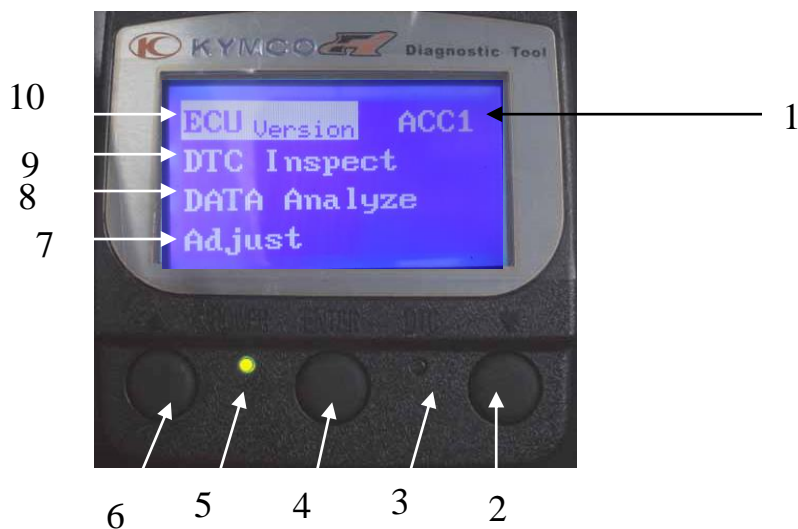 KYMCO Diagnostic Tool
10 ECU Version ACC1 1
9 DTC Inspect
8 DATA Analyze
7 Adjust
POWER ENTER DTC
6 5 4 3 2